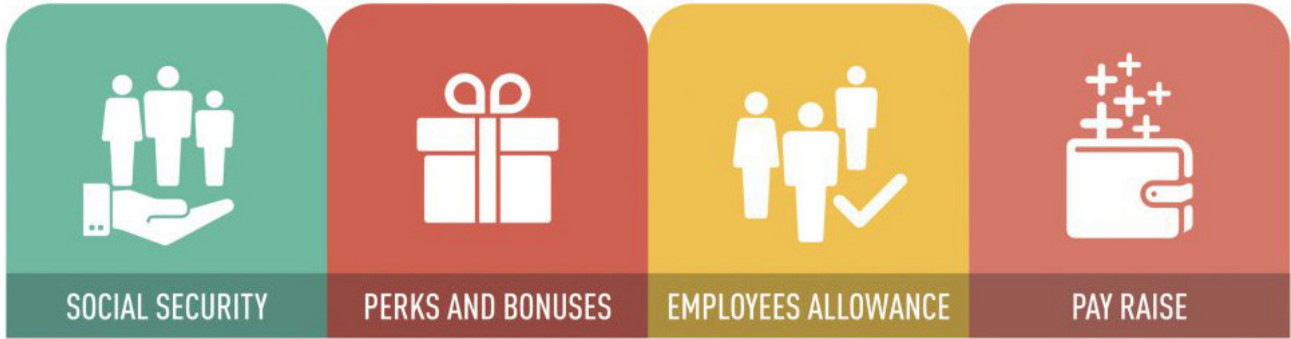 SOCIAL SECURITY
PERKS AND BONUSES
EMPLOYEES ALLOWANCE
PAY RAISE